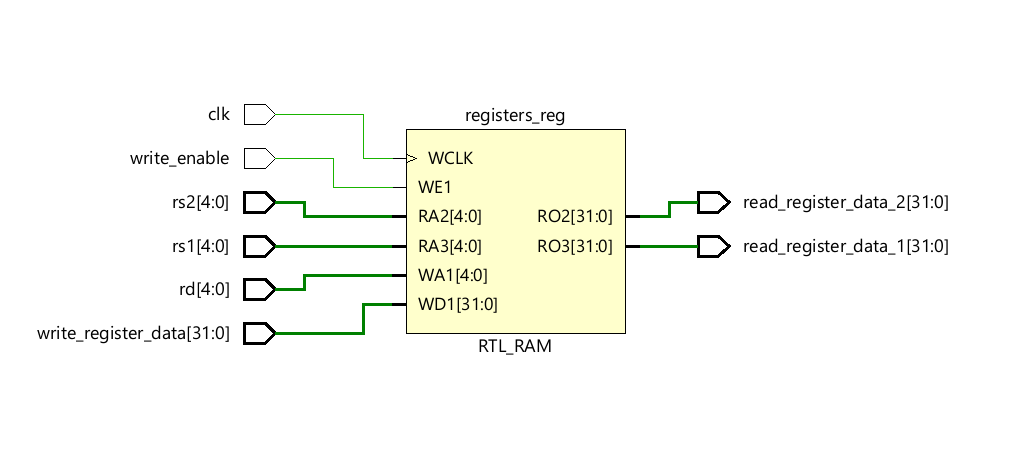 clk
write_enable
rs2[4:0]
rs1[4:0]
rd[4:0]
write_register_data[31:0]
registers_reg
WCLK
WE1
RA2[4:0]
RA3[4:0]
WA1[4:0]
WD1[31:0]
RO2[31:0]
RO3[31:0]
RTL_RAM
read_register_data_2[31:0]
read_register_data_1[31:0]